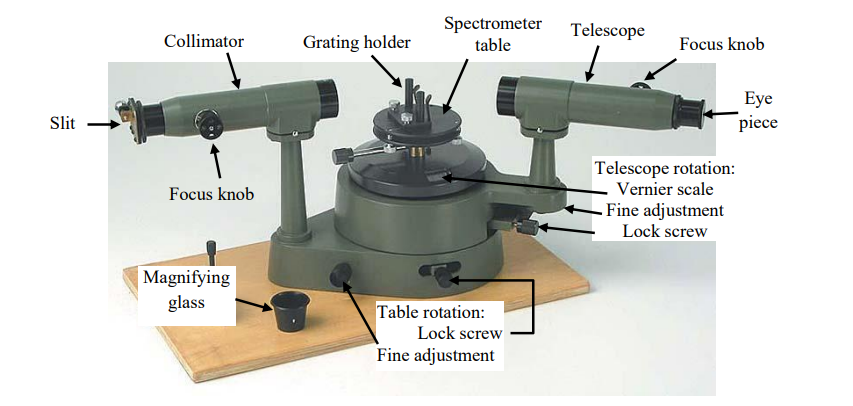 Spectrometer
table
Collimator
Grating holder
Telescope
Focus knob
Slit
Eye
piece
Focus knob
Telescope rotation:
Vernier scale
Fine adjustment
Lock screw
Magnifying
glass
Table rotation:
Lock screw
Fine adjustment